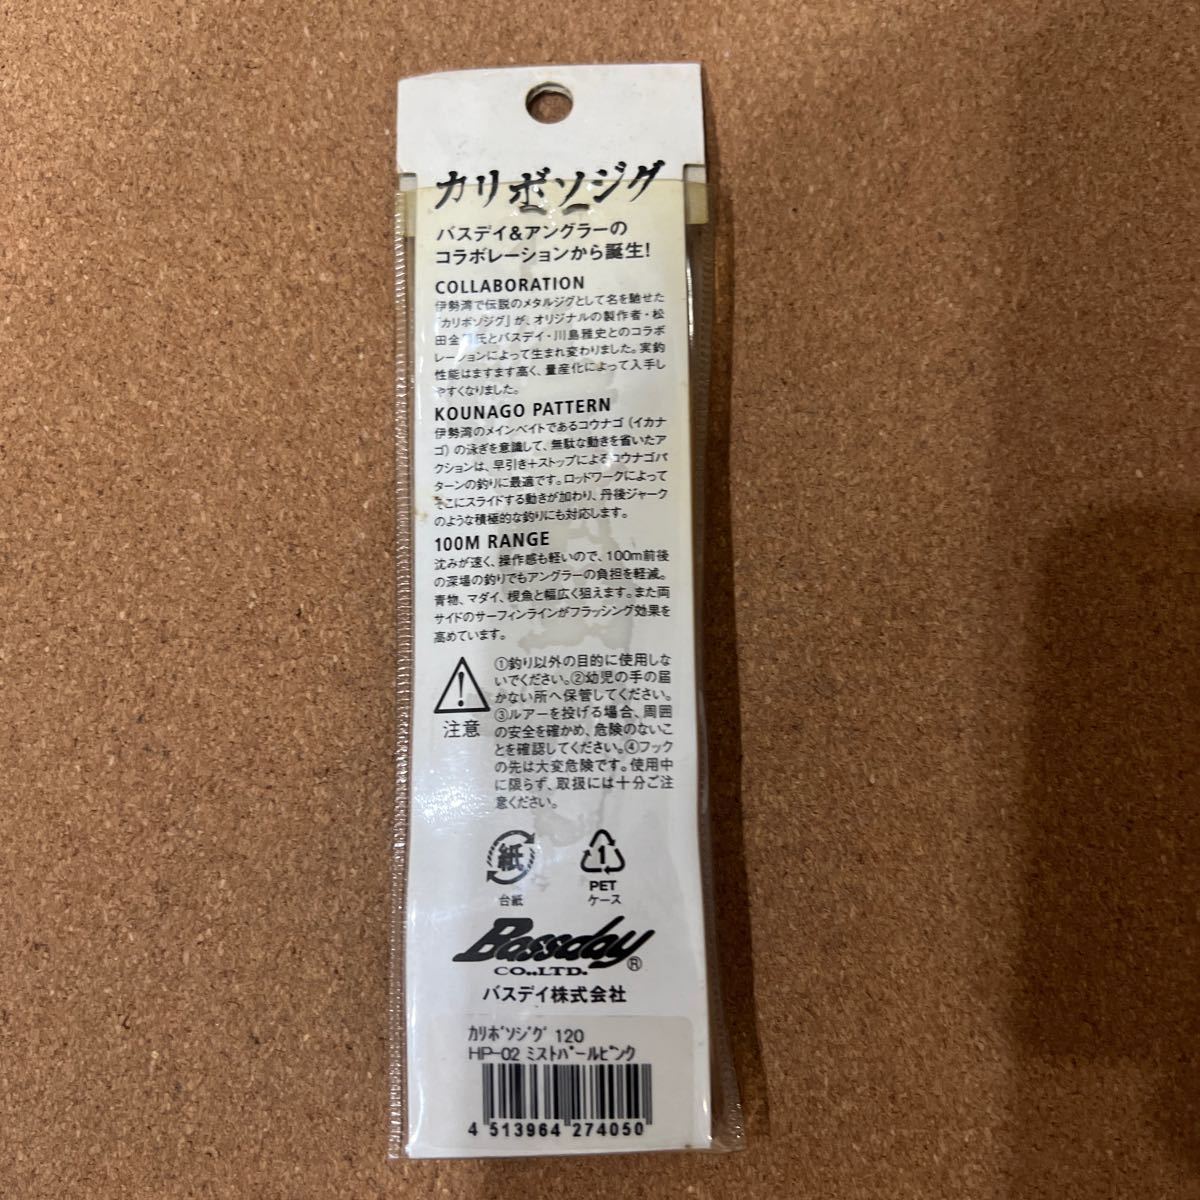 カリボソジグ
バスデイ&アングラーの
コラボレーションから誕生!
COLLABORATION
伊勢湾で伝説のメタルジグとして名を馳せた
「カリボソジグ」が、オリジナルの製作者・松
田金 氏とバスデイ・川島雅史とのコラボ
レーションによって生まれ変わりました。実釣
性能はますます高く、量産化によって入手し
やすくなりました。
KOUNAGO PATTERN
伊勢湾のメインベイトであるコウナゴ(イカナ
ゴ)の泳ぎを意識して、無駄な動きを省いたア
クションは、早引き+ストップによるコウナゴパ
ターンの釣りに最適です。ロッドワークによって
そこにスライドする動きが加わり、丹後ジャーク
のような積極的な釣りにも対応します。
100M RANGE
沈みが速く、操作感も軽いので、100m前後
の深場の釣りでもアングラーの負担を軽減。
青物、マダイ、根魚と幅広く狙えます。また両
サイドのサーフィンラインがフラッシング効果を
高めています。
注意
①釣り以外の目的に使用しな
いでください。②幼児の手の届
かない所へ保管してください。
③ルアーを投げる場合、周囲
の安全を確かめ、危険のないこ
とを確認してください。④フック
の先は大変危険です。使用中
に限らず、取扱には十分ご注
意ください。
紙
台紙
1
PET
ケース
Bassday®
CO.,LTD.
バスデイ株式会社
ｶﾘﾎﾞｿｼﾞｸﾞ 120
HP-02 ﾐｽﾄﾊﾟｰﾙﾋﾟﾝｸ
4 513964 274050